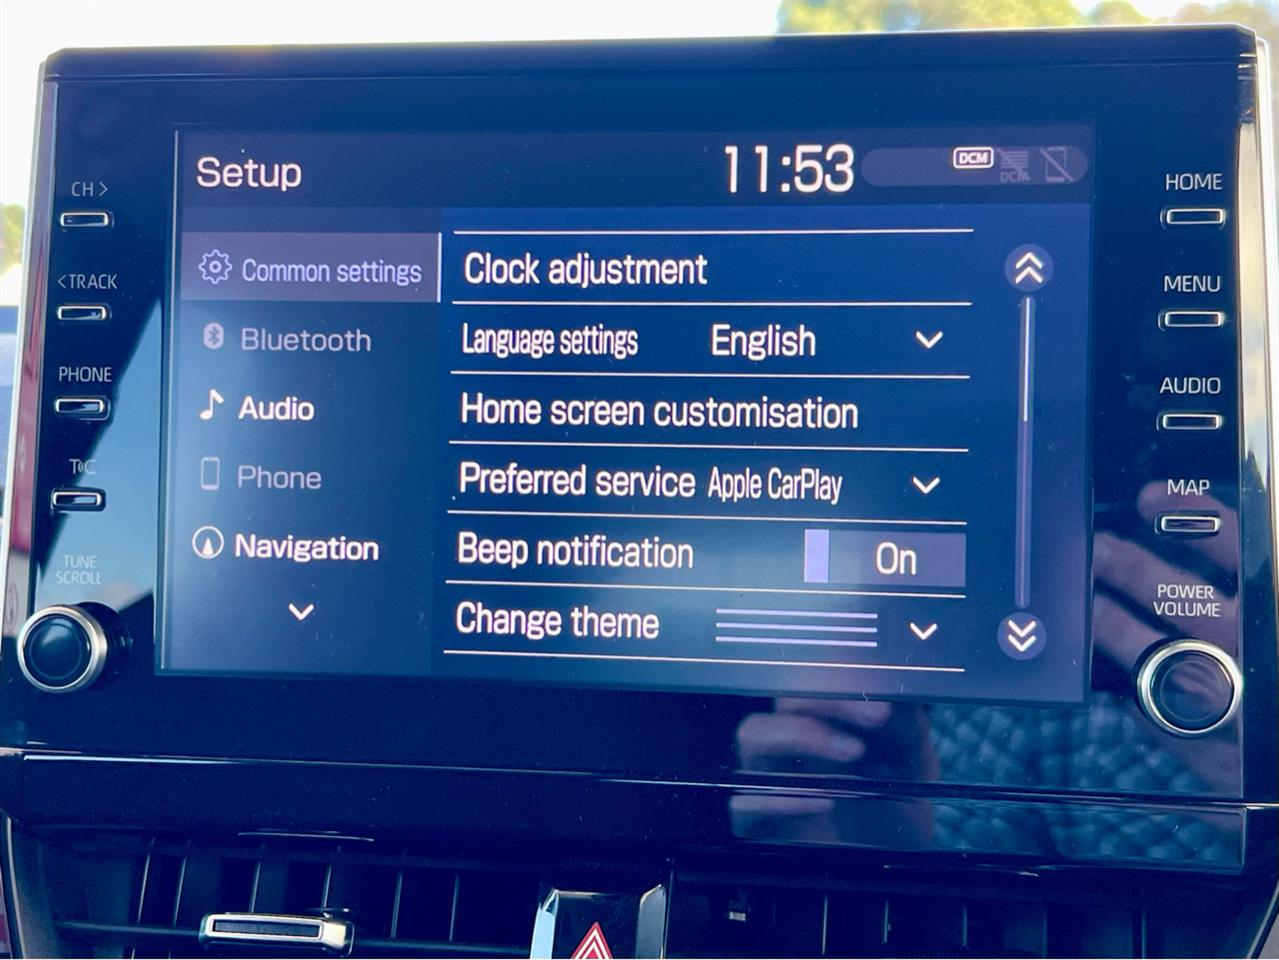 Setup 11:53 DCM
DCM
CH >
<TRACK
PHONE
T C
TUNE
SCROLL
Common settings
Bluetooth
Audio
Phone
Navigation
Clock adjustment
Language settings English
Home screen customisation
Preferred service Apple CarPlay
Beep notification On
Change theme
HOME
MENU
AUDIO
MAP
POWER
VOLUME